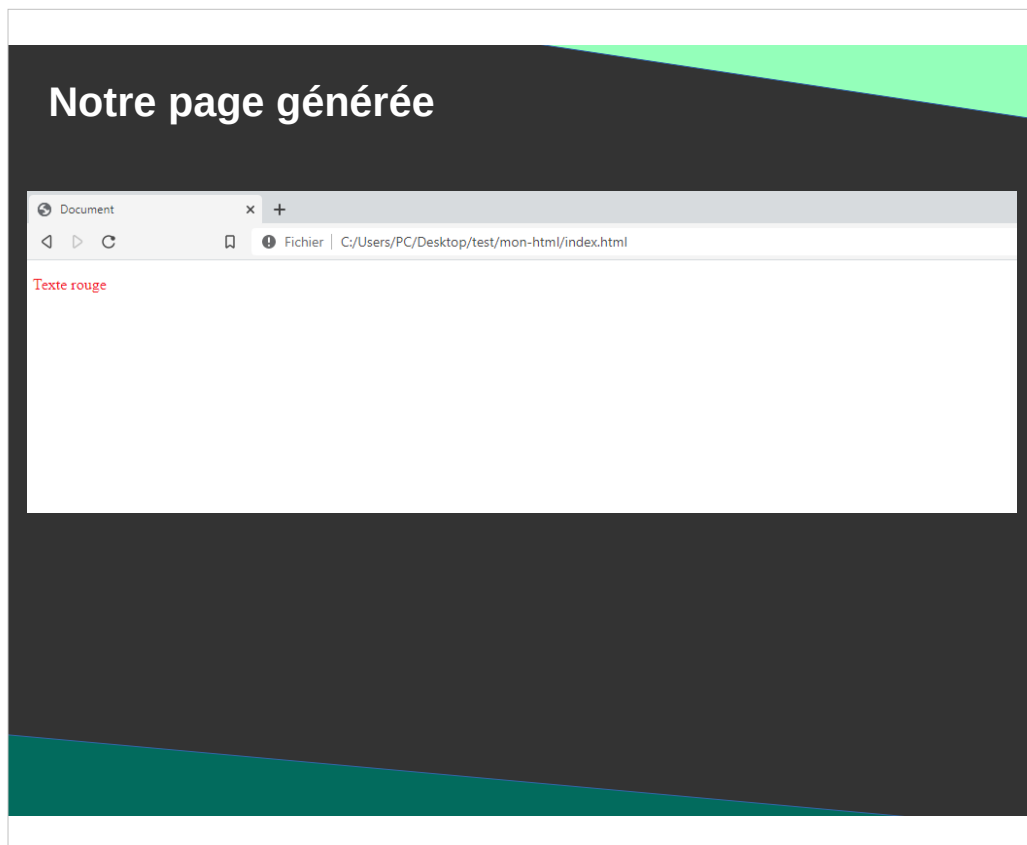 Notre page générée
Document
Fichier | C:/Users/PC/Desktop/test/mon-html/index.html
Texte rouge